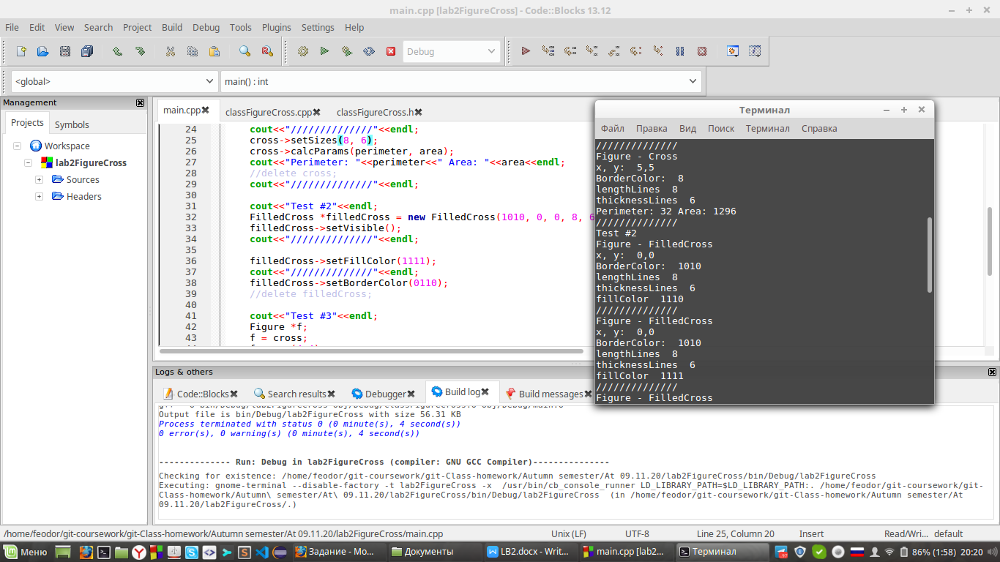 main.cpp [lab2FigureCross] - Code::Blocks 13.12
File Edit View Search Project Build Debug Tools Plugins Settings Help
Debug
<global> main() : int
Management
Projects Symbols
Workspace
lab2FigureCross
Sources
Headers
main.cpp classFigureCross.cpp classFigureCross.h
24 cout<<"//////////////"<<endl;
25 cross->setSizes(8, 6);
26 cross->calcParams(perimeter, area);
27 cout<<"Perimeter: "<<perimeter<<" Area: "<<area<<endl;
28 //delete cross;
29 cout<<"//////////////"<<endl;
30
31 cout<<"Test #2"<<endl;
32 FilledCross *filledCross = new FilledCross(1010, 0, 0, 8, 6
33 filledCross->setVisible();
34 cout<<"//////////////"<<endl;
35
36 filledCross->setFillColor(1111);
37 cout<<"//////////////"<<endl;
38 filledCross->setBorderColor(0110);
39 //delete filledCross;
40
41 cout<<"Test #3"<<endl;
42 Figure *f;
43 f = cross;
Терминал
Файл Правка Вид Поиск Терминал Справка
//////////////
Figure - Cross
x, y:  5,5
BorderColor:  8
lengthLines  8
thicknessLines  6
Perimeter: 32 Area: 1296
//////////////
Test #2
Figure - FilledCross
x, y:  0,0
BorderColor:  1010
lengthLines  8
thicknessLines  6
fillColor  1110
//////////////
Figure - FilledCross
x, y:  0,0
BorderColor:  1010
lengthLines  8
thicknessLines  6
fillColor  1111
//////////////
Figure - FilledCross
Logs & others
Code::Blocks Search results Debugger Build log Build messages
Output file is bin/Debug/lab2FigureCross with size 56.31 KB
Process terminated with status 0 (0 minute(s), 4 second(s))
0 error(s), 0 warning(s) (0 minute(s), 4 second(s))
-------------- Run: Debug in lab2FigureCross (compiler: GNU GCC Compiler)---------------
Checking for existence: /home/feodor/git-coursework/git-Class-homework/Autumn semester/At 09.11.20/lab2FigureCross/bin/Debug/lab2FigureCross
Executing: gnome-terminal --disable-factory -t lab2FigureCross -x  /usr/bin/cb_console_runner LD_LIBRARY_PATH=$LD_LIBRARY_PATH:. /home/feodor/git-coursework/git-
Class-homework/Autumn\ semester/At\ 09.11.20/lab2FigureCross/bin/Debug/lab2FigureCross  (in /home/feodor/git-coursework/git-Class-homework/Autumn semester/At
09.11.20/lab2FigureCross/.)
/home/feodor/git-coursework/git-Class-homework/Autumn semester/At 09.11.20/lab2FigureCross/main.cpp Unix (LF) UTF-8 Line 25, Column 20 Insert Read/Wri... default
Меню Задание - Mo... Документы LB2.docx - Writ... main.cpp [lab2... Терминал 86% (1:58) 20:20